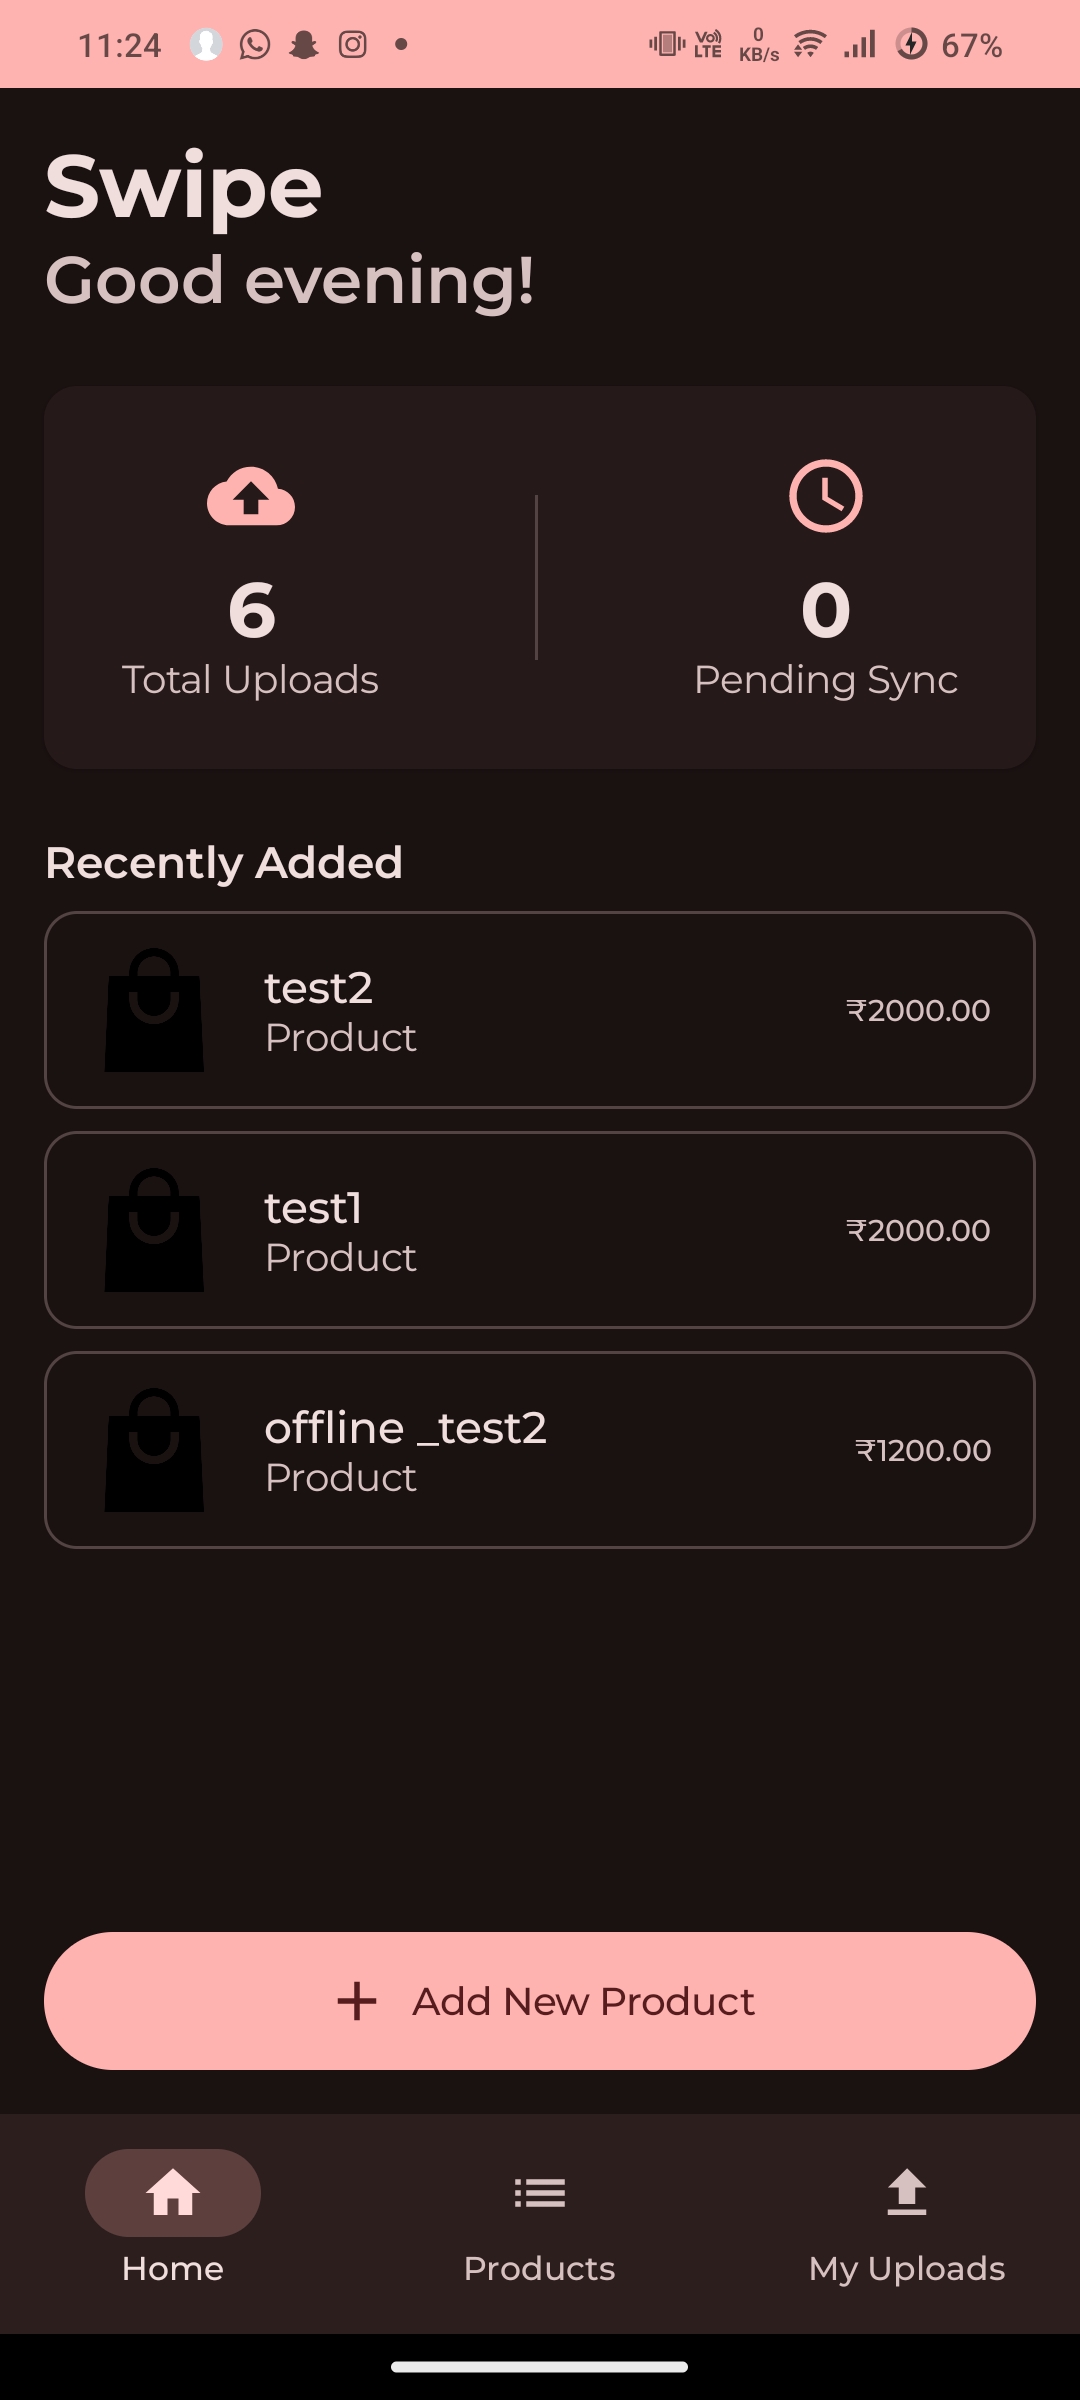 11:24
Vo) LTE
0 KB/s
67%
Swipe
Good evening!
6
Total Uploads
0
Pending Sync
Recently Added
test2
Product
₹2000.00
test1
Product
₹2000.00
offline _test2
Product
₹1200.00
Add New Product
Home
Products
My Uploads